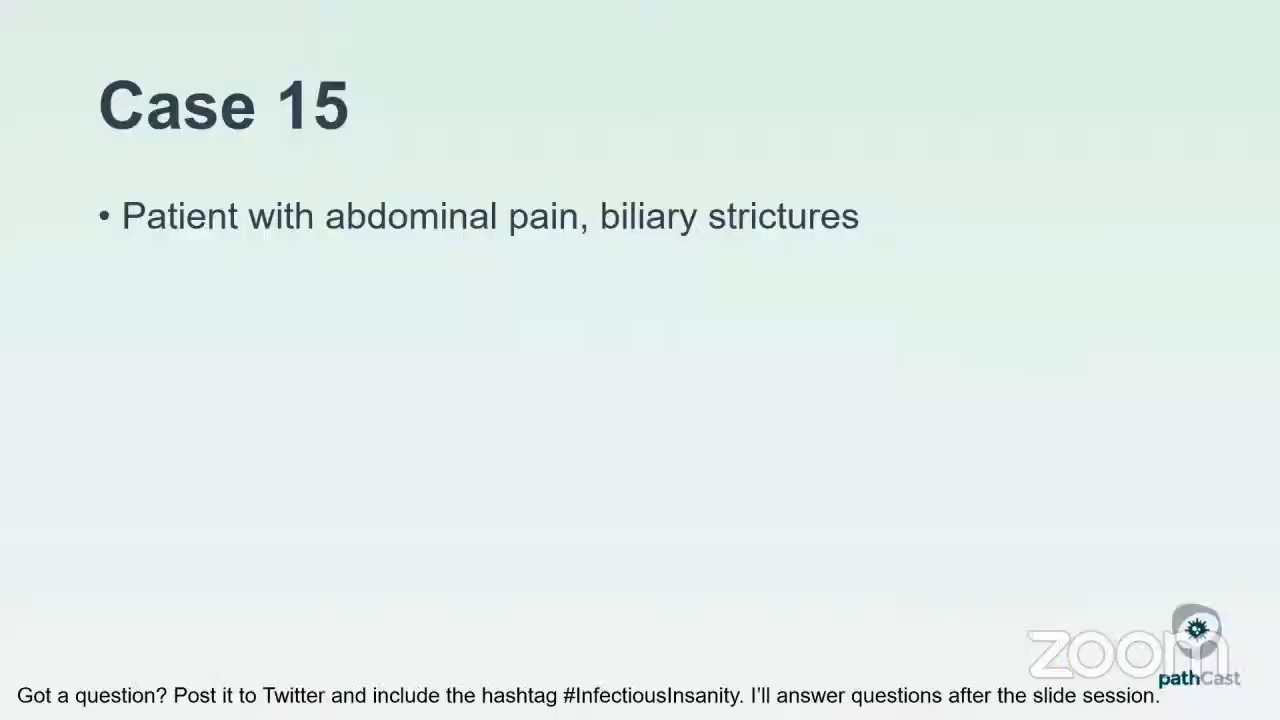 Case 15
• Patient with abdominal pain, biliary strictures
zoom
pathCast
Got a question? Post it to Twitter and include the hashtag #InfectiousInsanity. I’ll answer questions after the slide session.